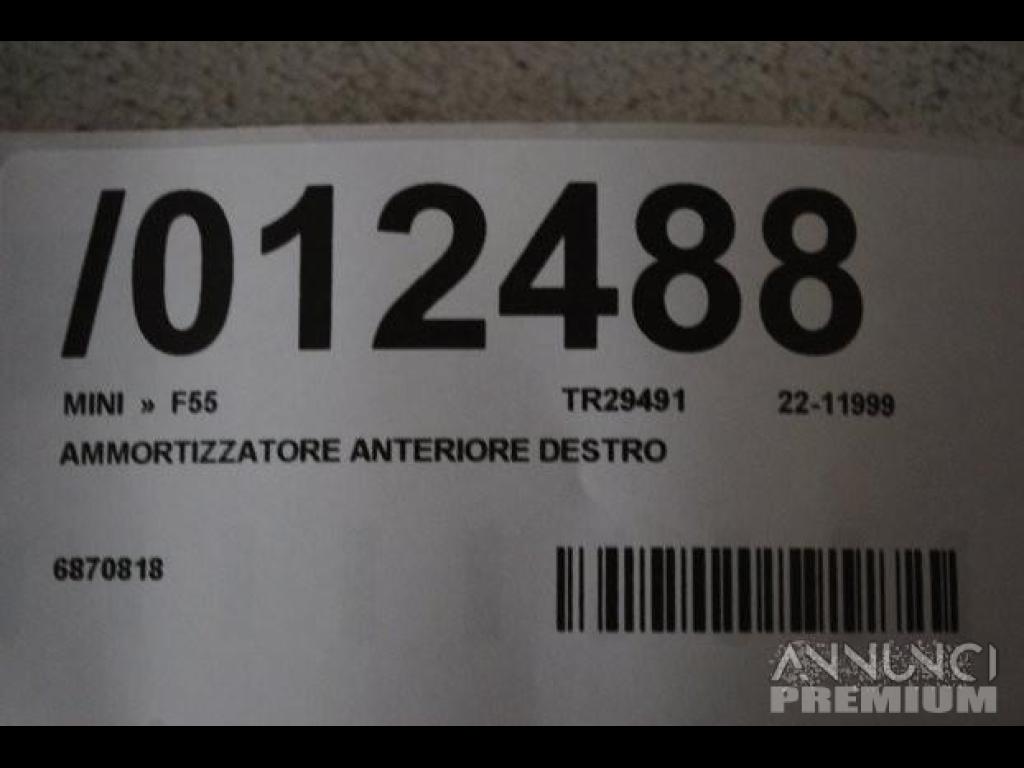 /012488
MINI » F55 TR29491 22-11999
AMMORTIZZATORE ANTERIORE DESTRO
6870818
ANNUNCI
PREMIUM